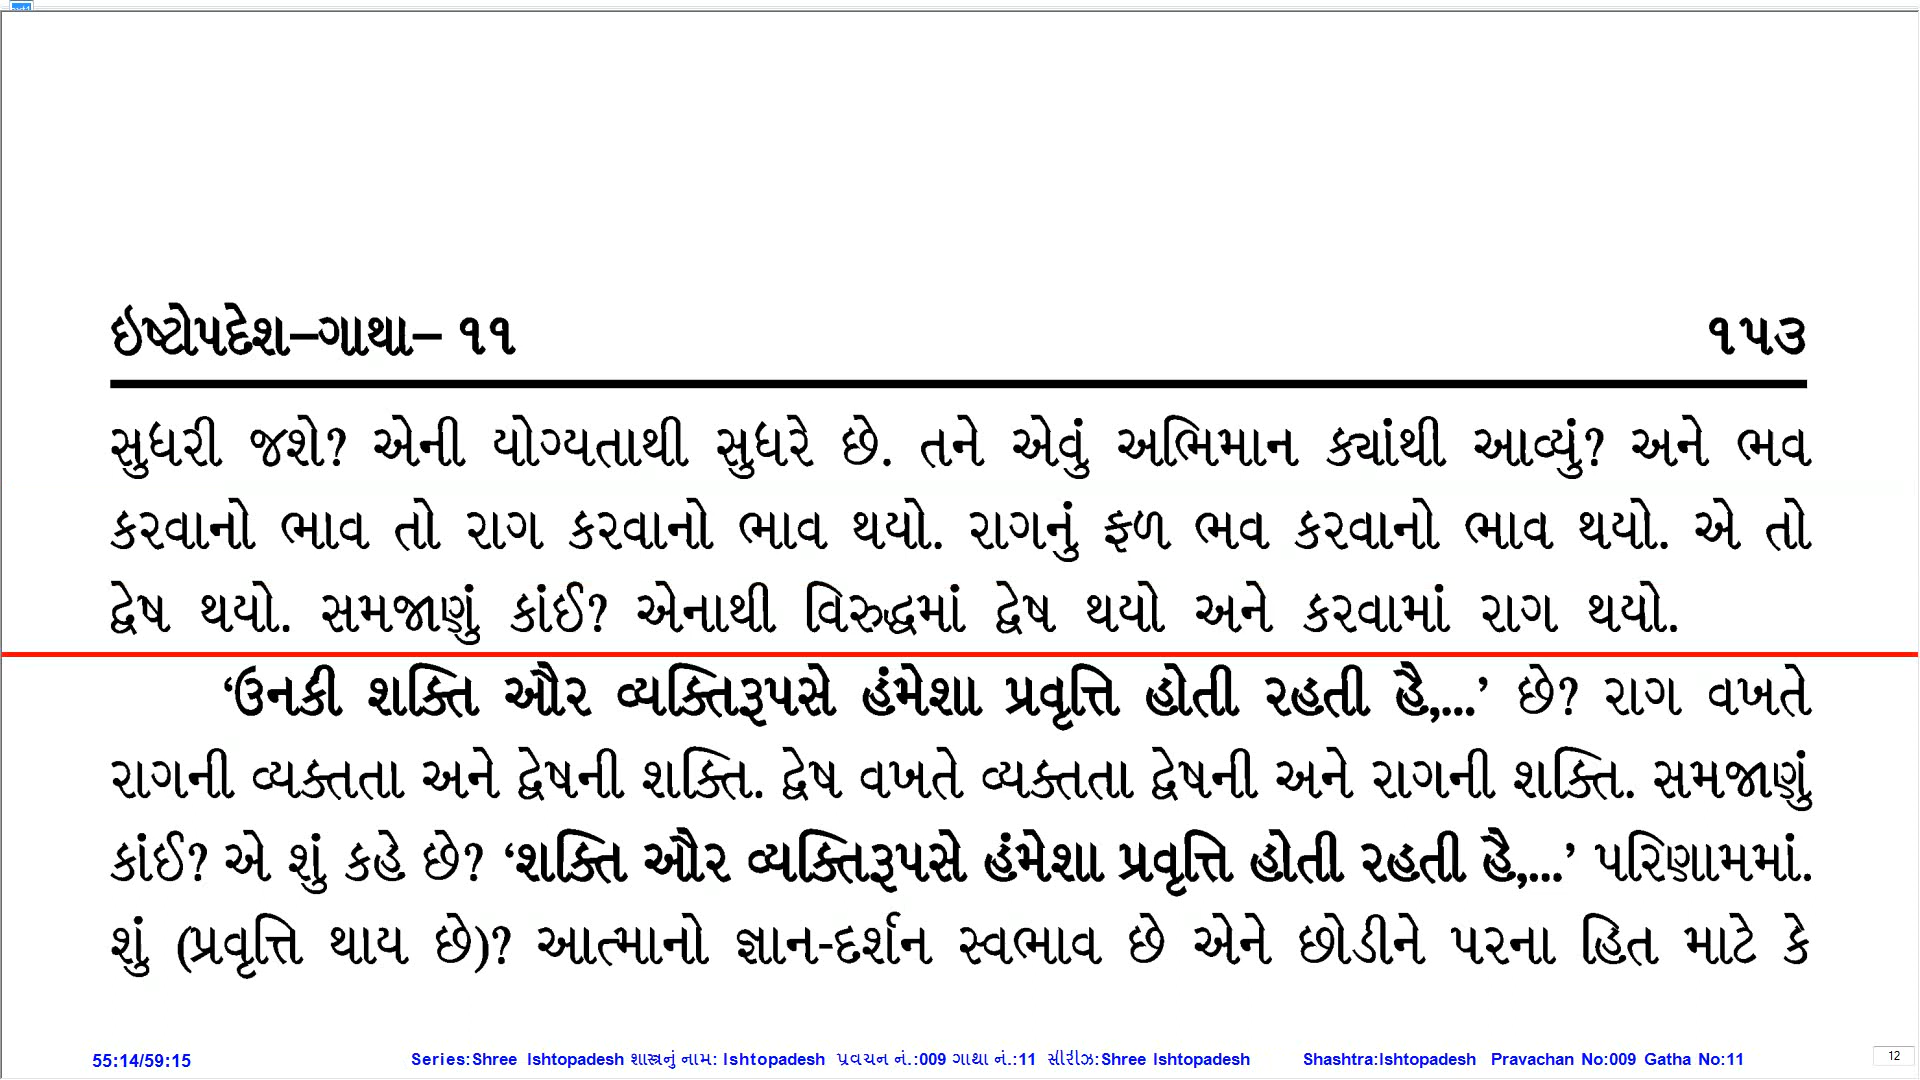 ઇષ્ટોપદેશ–ગાથા– ૧૧ ૧૫૩
સુધરી જશે? એની યોગ્યતાથી સુધરે છે. તને એવું અભિમાન ક્યાંથી આવ્યું? અને ભવ
કરવાનો ભાવ તો રાગ કરવાનો ભાવ થયો. રાગનું ફળ ભવ કરવાનો ભાવ થયો. એ તો
દ્વેષ થયો. સમજાણું કાંઈ? એનાથી વિરુદ્ધમાં દ્વેષ થયો અને કરવામાં રાગ થયો.
‘ઉનકી શક્તિ ઔર વ્યક્તિરૂપસે હંમેશા પ્રવૃત્તિ હોતી રહતી હૈ,...’ છે? રાગ વખતે
રાગની વ્યક્તતા અને દ્વેષની શક્તિ. દ્વેષ વખતે વ્યક્તતા દ્વેષની અને રાગની શક્તિ. સમજાણું
કાંઈ? એ શું કહે છે? ‘શક્તિ ઔર વ્યક્તિરૂપસે હંમેશા પ્રવૃત્તિ હોતી રહતી હૈ,...’ પરિણામમાં.
શું (પ્રવૃત્તિ થાય છે)? આત્માનો જ્ઞાન-દર્શન સ્વભાવ છે એને છોડીને પરના હિત માટે કે
55:14/59:15 Series:Shree Ishtopadesh શાસ્ત્રનું નામ: Ishtopadesh પ્રવચન નં.:009 ગાથા નં.:11 સીરીઝ:Shree Ishtopadesh Shashtra:Ishtopadesh Pravachan No:009 Gatha No:11 12